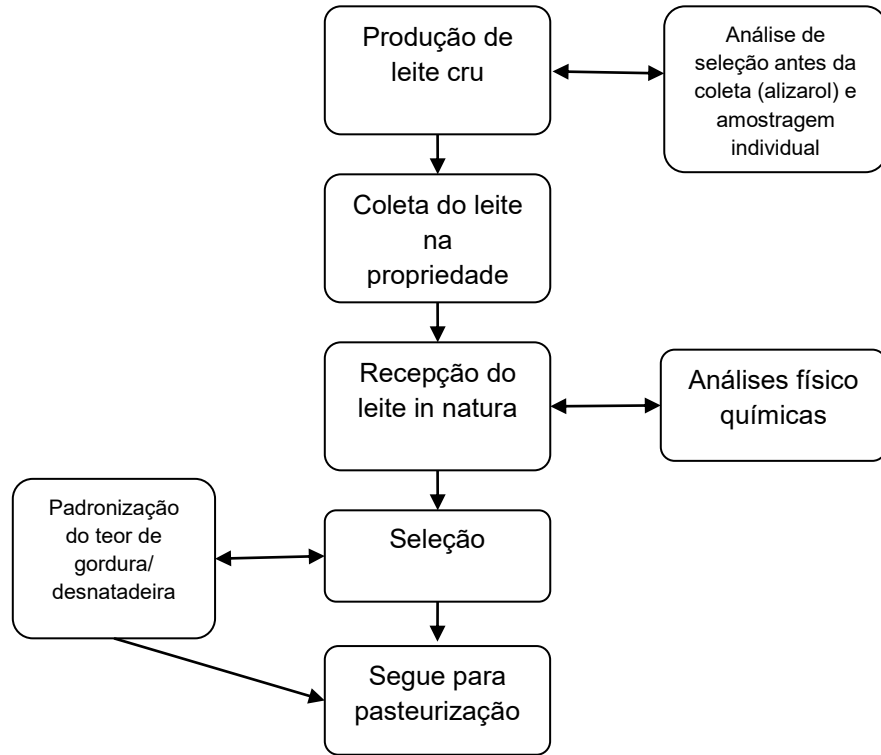 Produção de
leite cru
Análise de
seleção antes da
coleta (alizarol) e
amostragem
individual
Coleta do leite
na
propriedade
Recepção do
leite in natura
Análises físico
químicas
Padronização
do teor de
gordura/
desnatadeira
Seleção
Segue para
pasteurização